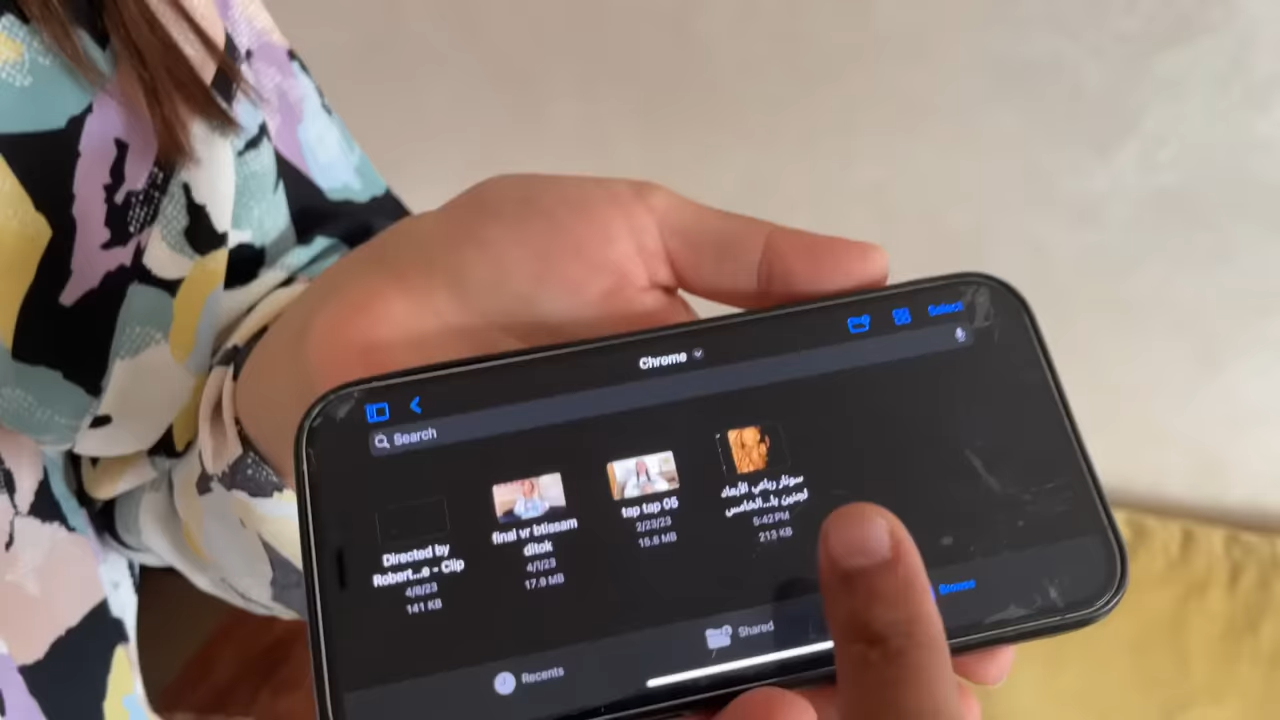 Select
Chrome
Search
Directed by
Robert...e - Clip
4/8/23
141 KB
final vr btissam
ditok
4/1/23
17.9 MB
tap tap 05
2/23/23
15.6 MB
سونار رباعي الأبعاد
لجنين با...الخامس
5:42 PM
213 KB
Recents
Shared
Browse